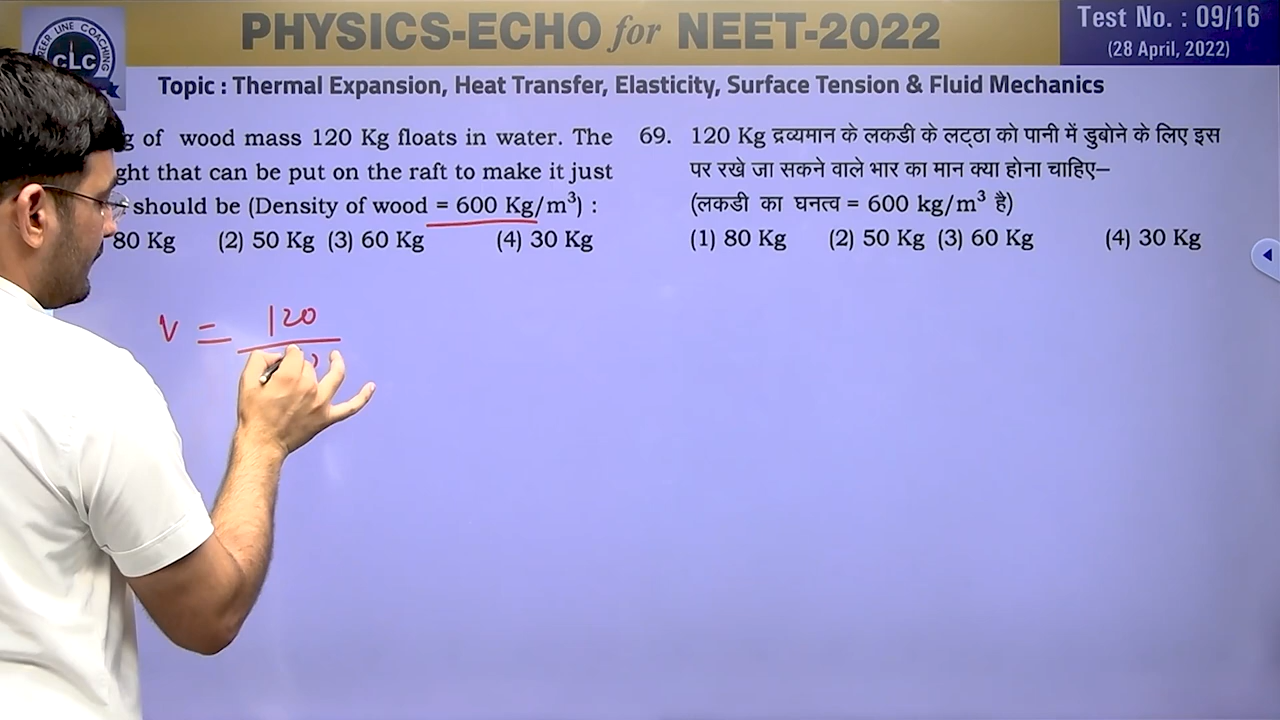 PHYSICS-ECHO for NEET-2022
Test No. : 09/16
(28 April, 2022)
CLC
Topic : Thermal Expansion, Heat Transfer, Elasticity, Surface Tension & Fluid Mechanics
of wood mass 120 Kg floats in water. The
that can be put on the raft to make it just
should be (Density of wood = 600 Kg/m³) :
80 Kg (2) 50 Kg (3) 60 Kg (4) 30 Kg
69. 120 Kg द्रव्यमान के लकडी के लट्ठा को पानी में डुबोने के लिए इस
पर रखे जा सकने वाले भार का मान क्या होना चाहिए–
(लकडी का घनत्व = 600 kg/m³ है)
(1) 80 Kg (2) 50 Kg (3) 60 Kg (4) 30 Kg
V = 120